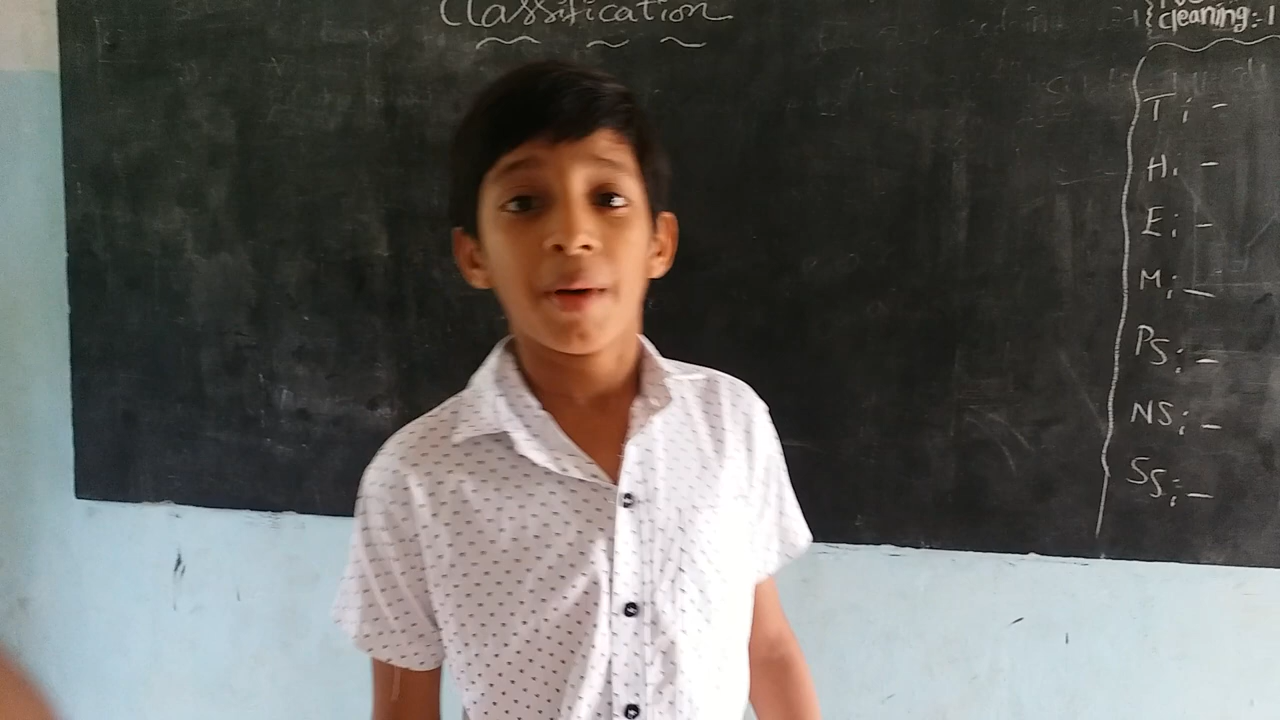 Classification
cleaning: 1
T : -
H : -
E : -
M : -
PS : -
NS : -
SS : -